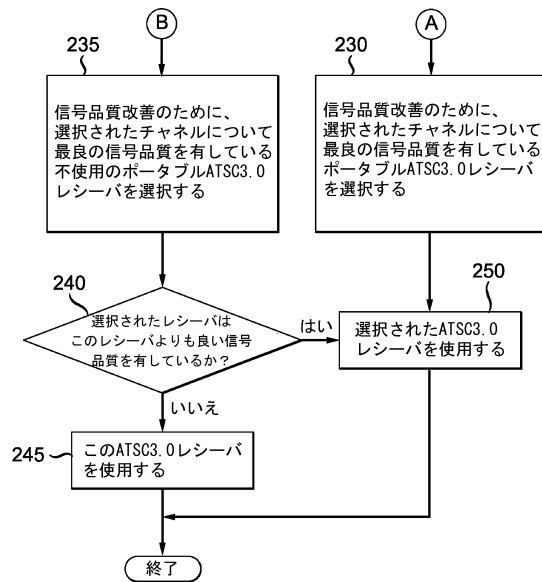 B
A
235
230
信号品質改善のために、
選択されたチャネルについて
最良の信号品質を有している
不使用のポータブルATSC3.0
レシーバを選択する
信号品質改善のために、
選択されたチャネルについて
最良の信号品質を有している
ポータブルATSC3.0レシーバ
を選択する
240
選択されたレシーバは
このレシーバよりも良い信号
品質を有しているか？
はい
いいえ
250
選択されたATSC3.0
レシーバを使用する
245
このATSC3.0レシーバ
を使用する
終了